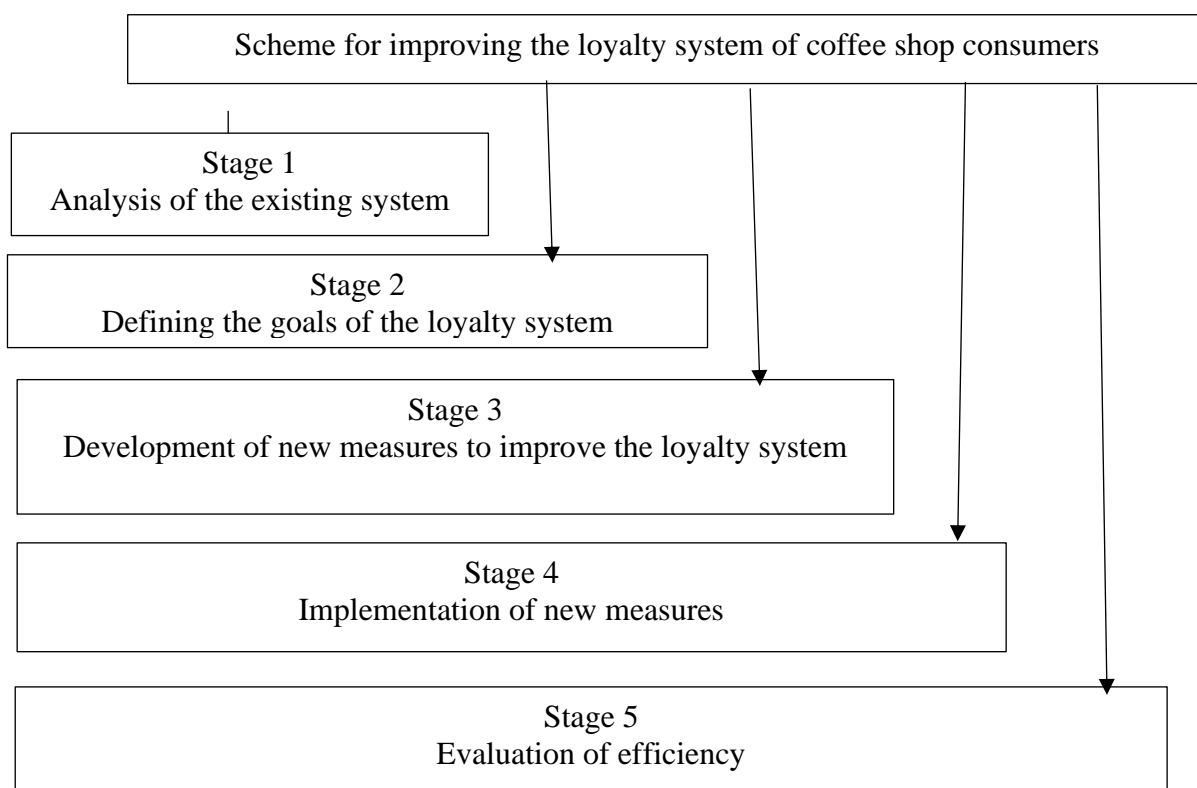 Scheme for improving the loyalty system of coffee shop consumers
Stage 1
Analysis of the existing system
Stage 2
Defining the goals of the loyalty system
Stage 3
Development of new measures to improve the loyalty system
Stage 4
Implementation of new measures
Stage 5
Evaluation of efficiency